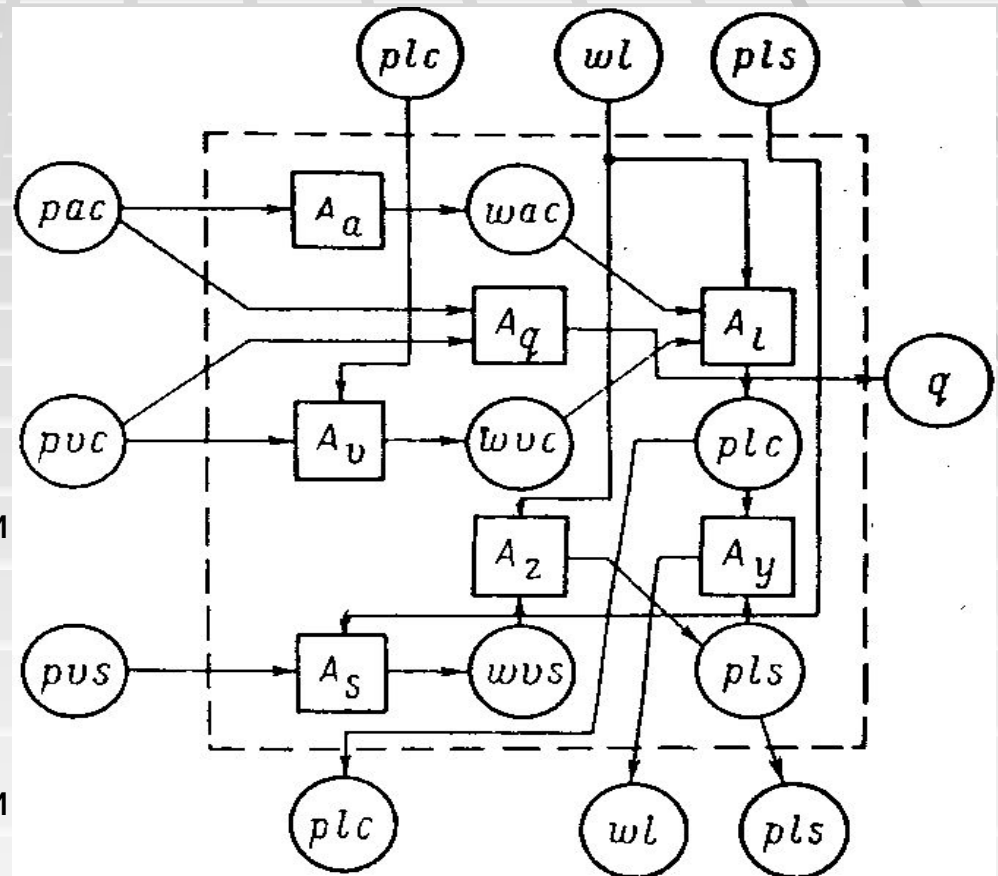 plc
wl
pls
pac
A_a
wac
A_q
A_l
q
pvc
A_v
wvc
plc
и
A_z
A_y
pvs
A_s
wvs
pls
и
plc
wl
pls